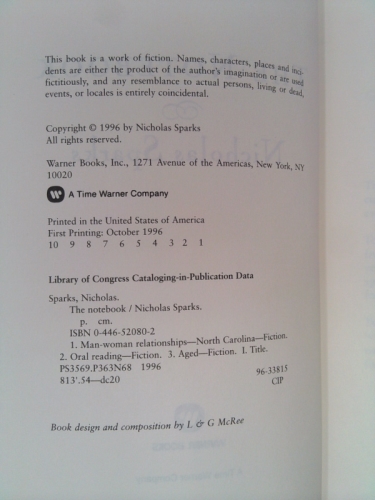 This book is a work of fiction. Names, characters, places and inci-
dents are either the product of the author's imagination or are used
fictitiously, and any resemblance to actual persons, living or dead,
events, or locales is entirely coincidental.
Copyright © 1996 by Nicholas Sparks
All rights reserved.
Warner Books, Inc., 1271 Avenue of the Americas, New York, NY
10020
A Time Warner Company
Printed in the United States of America
First Printing: October 1996
10 9 8 7 6 5 4 3 2 1
Library of Congress Cataloging-in-Publication Data
Sparks, Nicholas.
The notebook / Nicholas Sparks.
p. cm.
ISBN 0-446-52080-2
1. Man-woman relationships—North Carolina—Fiction.
2. Oral reading—Fiction. 3. Aged—Fiction. I. Title.
PS3569.P363N68 1996
96-33815
813'.54—dc20
CIP
Book design and composition by L & G McRee